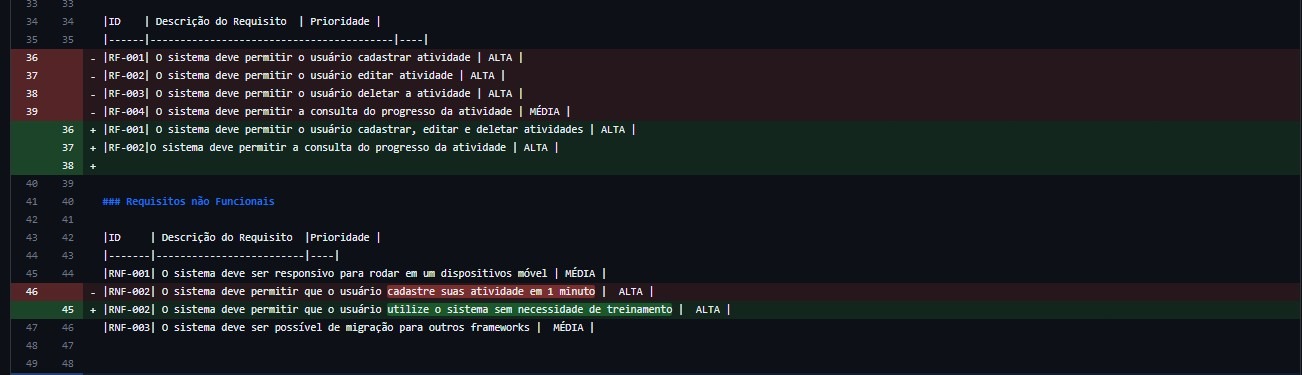 33 33
34 34 |ID    | Descrição do Requisito  | Prioridade |
35 35 |------|-----------------------------------------|----|
36 - |RF-001| O sistema deve permitir o usuário cadastrar atividade | ALTA |
37 - |RF-002| O sistema deve permitir o usuário editar atividade | ALTA |
38 - |RF-003| O sistema deve permitir o usuário deletar a atividade | ALTA |
39 - |RF-004| O sistema deve permitir a consulta do progresso da atividade | MÉDIA |
36 + |RF-001| O sistema deve permitir o usuário cadastrar, editar e deletar atividades | ALTA |
37 + |RF-002|O sistema deve permitir a consulta do progresso da atividade | ALTA |
38 +
40 39
41 40 ### Requisitos não Funcionais
42 41
43 42 |ID     | Descrição do Requisito  |Prioridade |
44 43 |-------|-------------------------|----|
45 44 |RNF-001| O sistema deve ser responsivo para rodar em um dispositivos móvel | MÉDIA |
46 - |RNF-002| O sistema deve permitir que o usuário cadastre suas atividade em 1 minuto |  ALTA |
45 + |RNF-002| O sistema deve permitir que o usuário utilize o sistema sem necessidade de treinamento |  ALTA |
47 46 |RNF-003| O sistema deve ser possível de migração para outros frameworks |  MÉDIA |
48 47
49 48